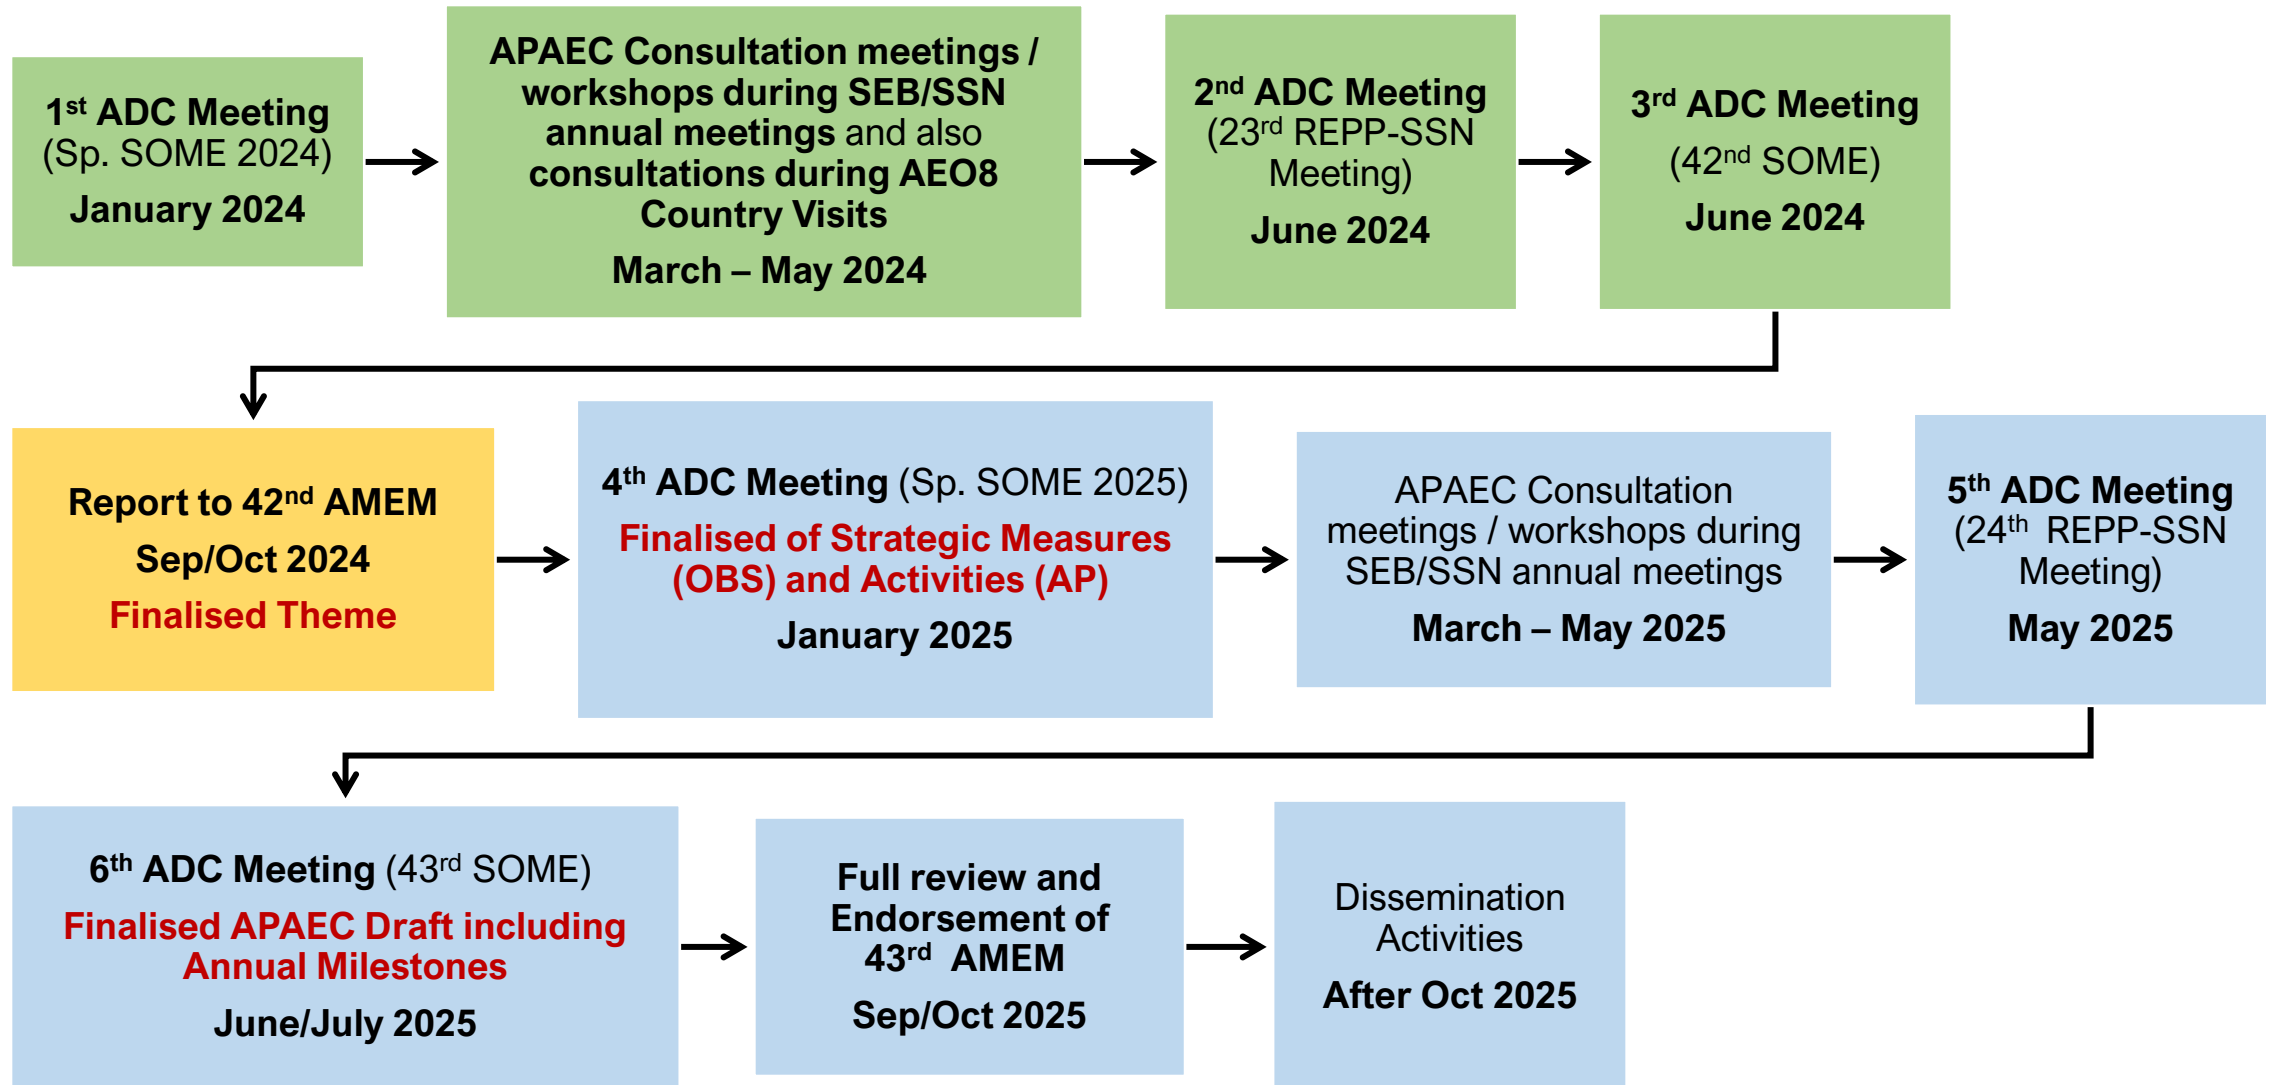 1st ADC Meeting
(Sp. SOME 2024)
January 2024
APAEC Consultation meetings /
workshops during SEB/SSN
annual meetings and also
consultations during AEO8
Country Visits
March – May 2024
2nd ADC Meeting
(23rd REPP-SSN
Meeting)
June 2024
3rd ADC Meeting
(42nd SOME)
June 2024
Report to 42nd AMEM
Sep/Oct 2024
Finalised Theme
4th ADC Meeting (Sp. SOME 2025)
Finalised of Strategic Measures
(OBS) and Activities (AP)
January 2025
APAEC Consultation
meetings / workshops during
SEB/SSN annual meetings
March – May 2025
5th ADC Meeting
(24th REPP-SSN
Meeting)
May 2025
6th ADC Meeting (43rd SOME)
Finalised APAEC Draft including
Annual Milestones
June/July 2025
Full review and
Endorsement of
43rd AMEM
Sep/Oct 2025
Dissemination
Activities
After Oct 2025